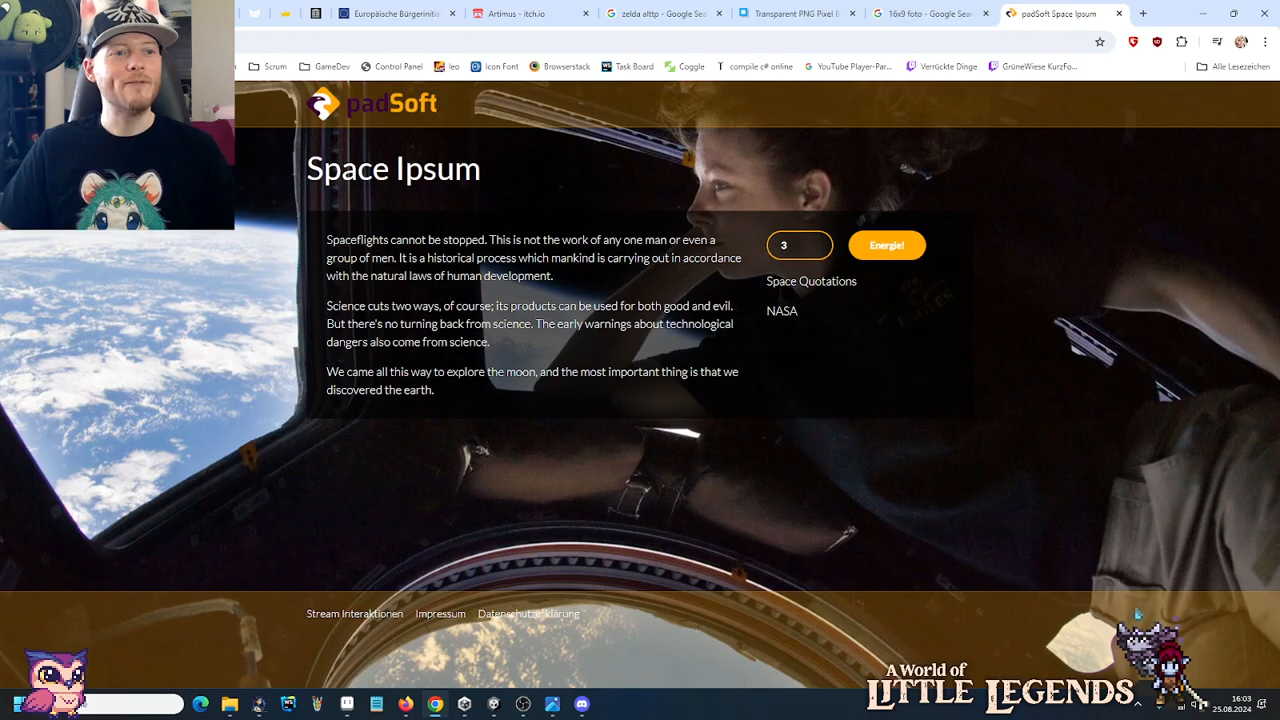 Europäische Bürgerinitia
Artimus - itch.io
zelda alttp - Google Sea
Transparent PNG Pixel B
16x9 foto - Google Sear
padSoft Space Ipsum
Scrum
GameDev
Control Panel
leo
Icon Font
Browserstack
Task Board
Coggle
compile c# online
YouTube Player-Par...
Verrückte Dinge
GrüneWiese KurzFo...
Alle Lesezeichen
padSoft
Space Ipsum
Spaceflights cannot be stopped. This is not the work of any one man or even a
group of men. It is a historical process which mankind is carrying out in accordance
with the natural laws of human development.
Science cuts two ways, of course; its products can be used for both good and evil.
But there's no turning back from science. The early warnings about technological
dangers also come from science.
We came all this way to explore the moon, and the most important thing is that we
discovered the earth.
3
Energie!
Space Quotations
NASA
Stream Interaktionen
Impressum
Datenschutzerklärung
A World of
Little Legends
16:03
25.08.2024